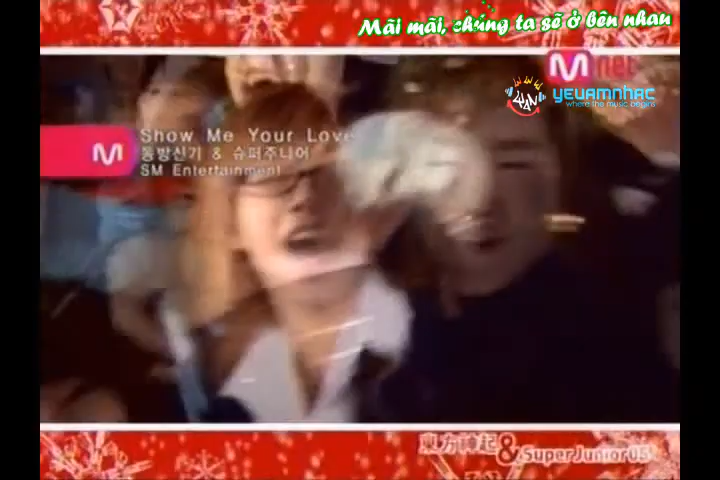 Mãi mãi, chúng ta sẽ ở bên nhau
M net
YEUAMNHAC
where the music begins
M
Show Me Your Love
동방신기 & 슈퍼주니어
SM Entertainment
東方神起 & SuperJunior05